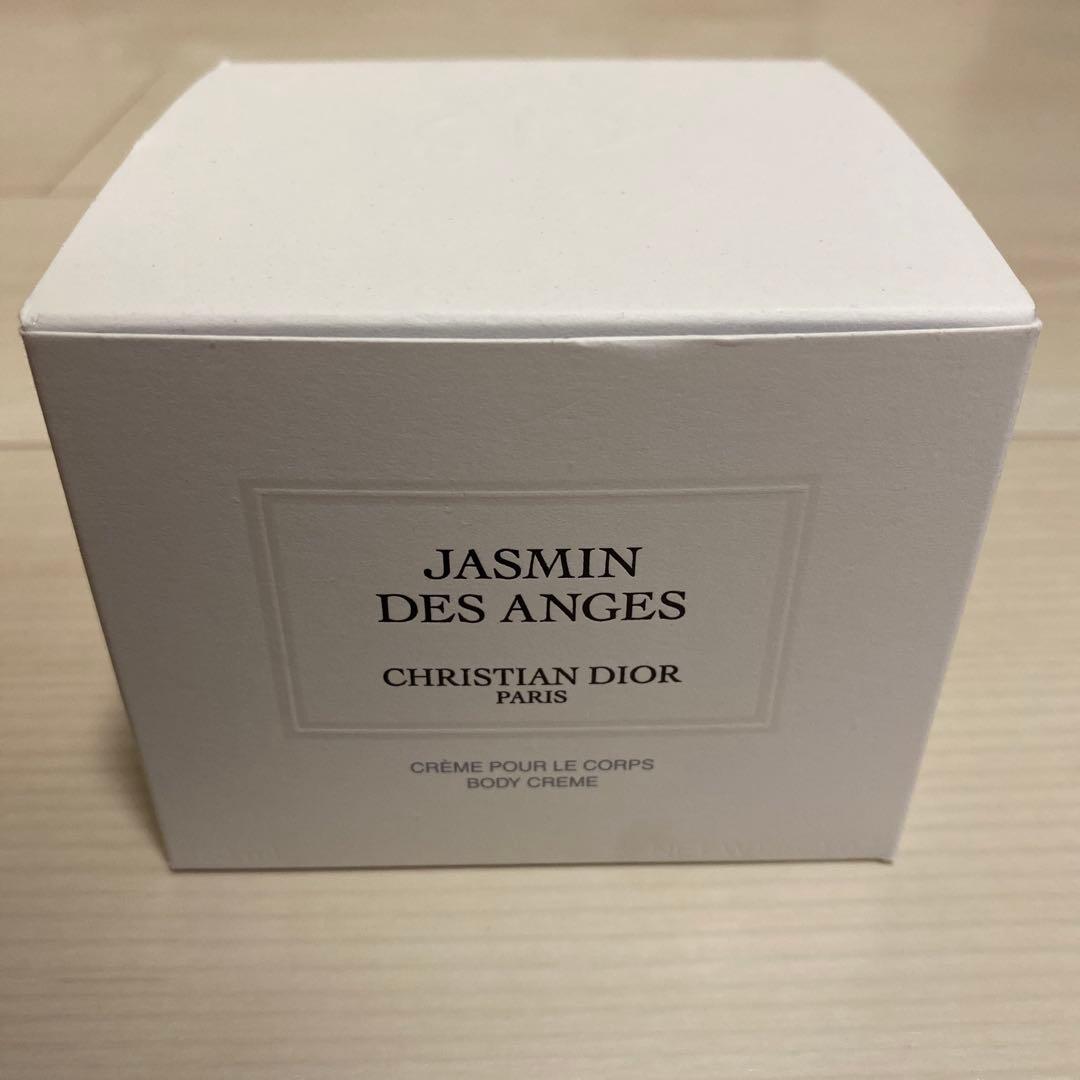 JASMIN
DES ANGES
CHRISTIAN DIOR
PARIS
CRÈME POUR LE CORPS
BODY CREME